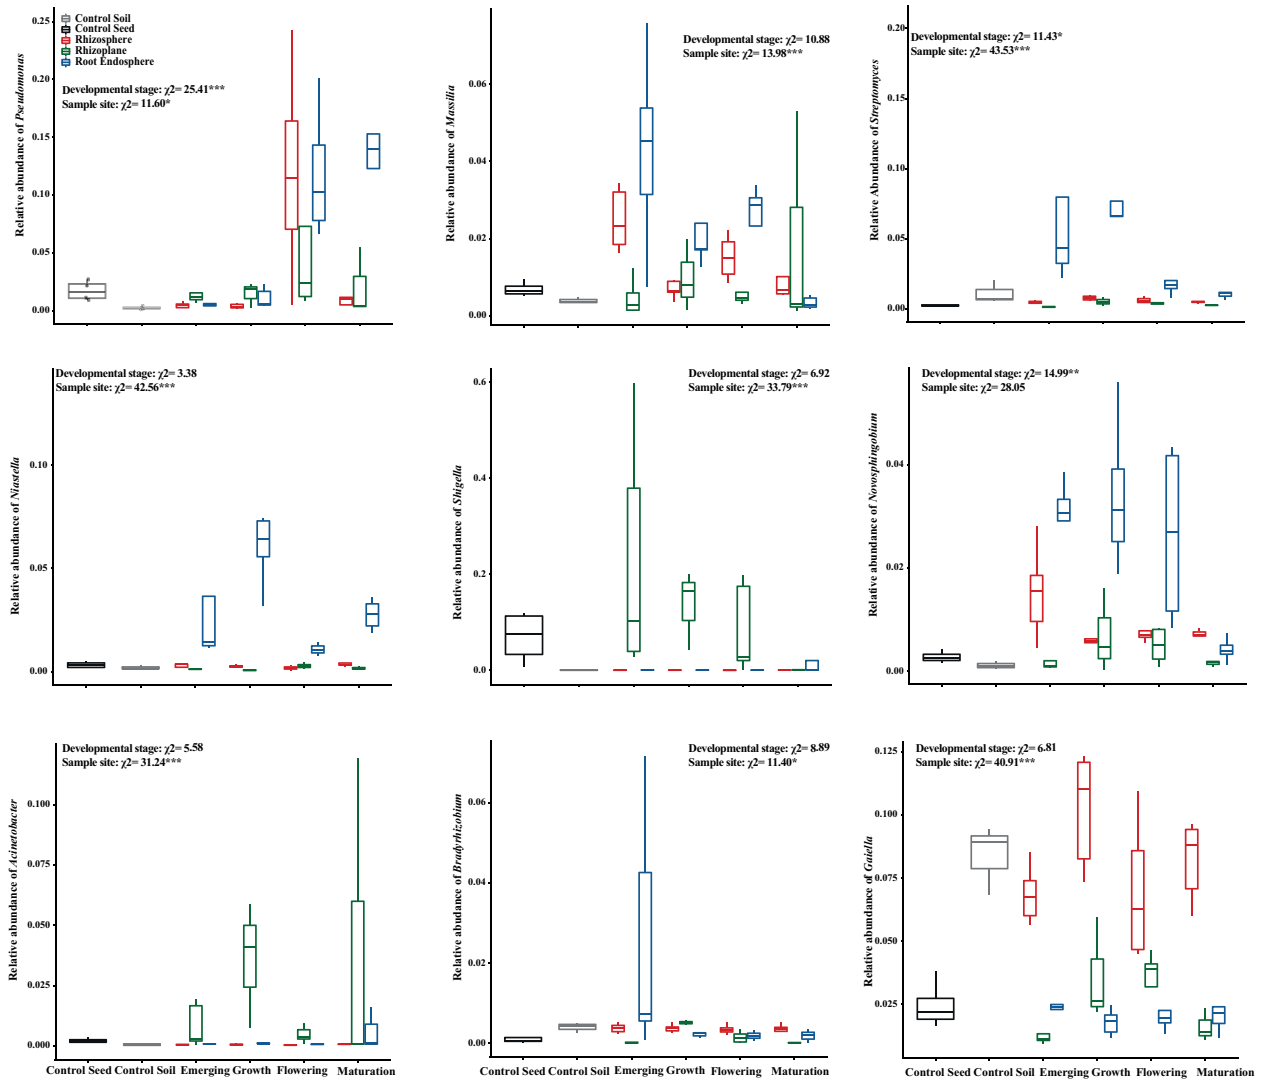 Relative abundance of Pseudomonas
0.25
0.20
0.15
0.10
0.05
0.00
Control Soil
Control Seed
Rhizosphere
Rhizoplane
Root Endosphere
Developmental stage: χ2= 25.41***
Sample site: χ2= 11.60*
Relative abundance of Massilia
0.06
0.04
0.02
0.00
Developmental stage: χ2= 10.88
Sample site: χ2= 13.98***
Relative Abundance of Streptomyces
0.20
0.15
0.10
0.05
0.00
Developmental stage: χ2= 11.43*
Sample site: χ2= 43.53***
Relative abundance of Niastella
0.10
0.05
0.00
Developmental stage: χ2= 3.38
Sample site: χ2= 42.56***
Relative abundance of Shigella
0.6
0.4
0.2
0.0
Developmental stage: χ2= 6.92
Sample site: χ2= 33.79***
Relative abundance of Novosphingobium
0.04
0.02
0.00
Developmental stage: χ2= 14.99**
Sample site: χ2= 28.05
Relative abundance of Acinetobacter
0.100
0.075
0.050
0.025
0.000
Developmental stage: χ2= 5.58
Sample site: χ2= 31.24***
Control Seed Control Soil Emerging Growth Flowering Maturation
Relative abundance of Bradyrhizobium
0.06
0.04
0.02
0.00
Developmental stage: χ2= 8.89
Sample site: χ2= 11.40*
Control Seed Control Soil Emerging Growth Flowering Maturation
Relative abundance of Gaiella
0.125
0.100
0.075
0.050
0.025
Developmental stage: χ2= 6.81
Sample site: χ2= 40.91***
Control Seed Control Soil Emerging Growth Flowering Maturation